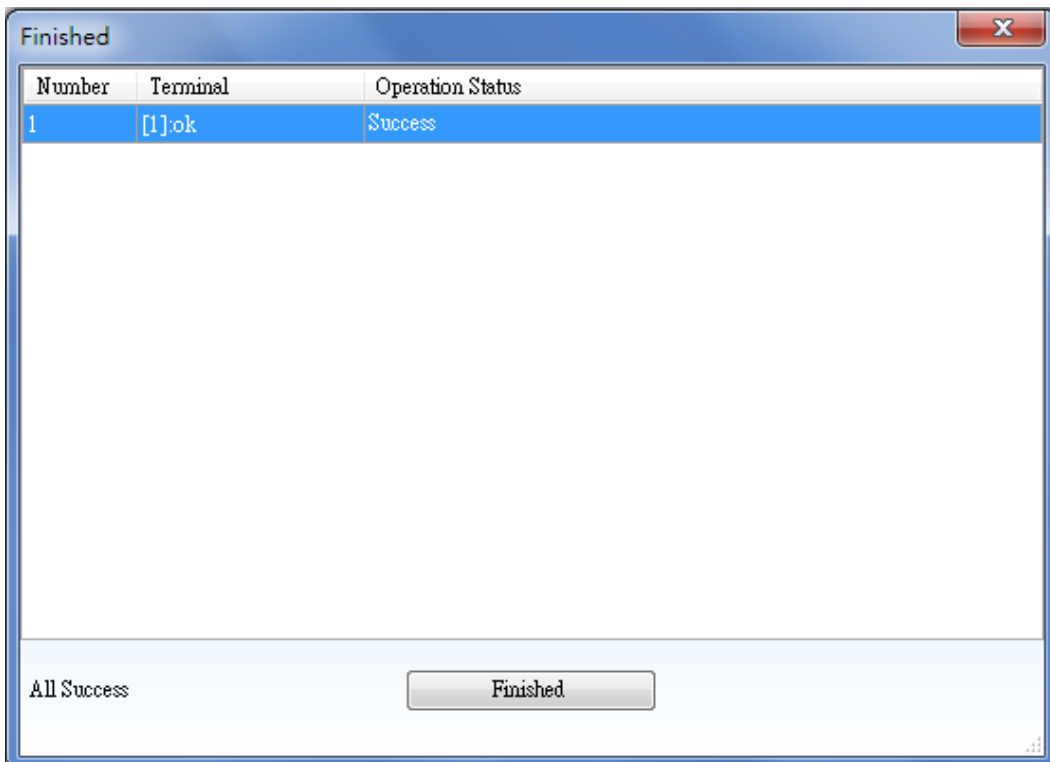 Finished
Number Terminal Operation Status
1 [1]:ok Success
All Success Finished